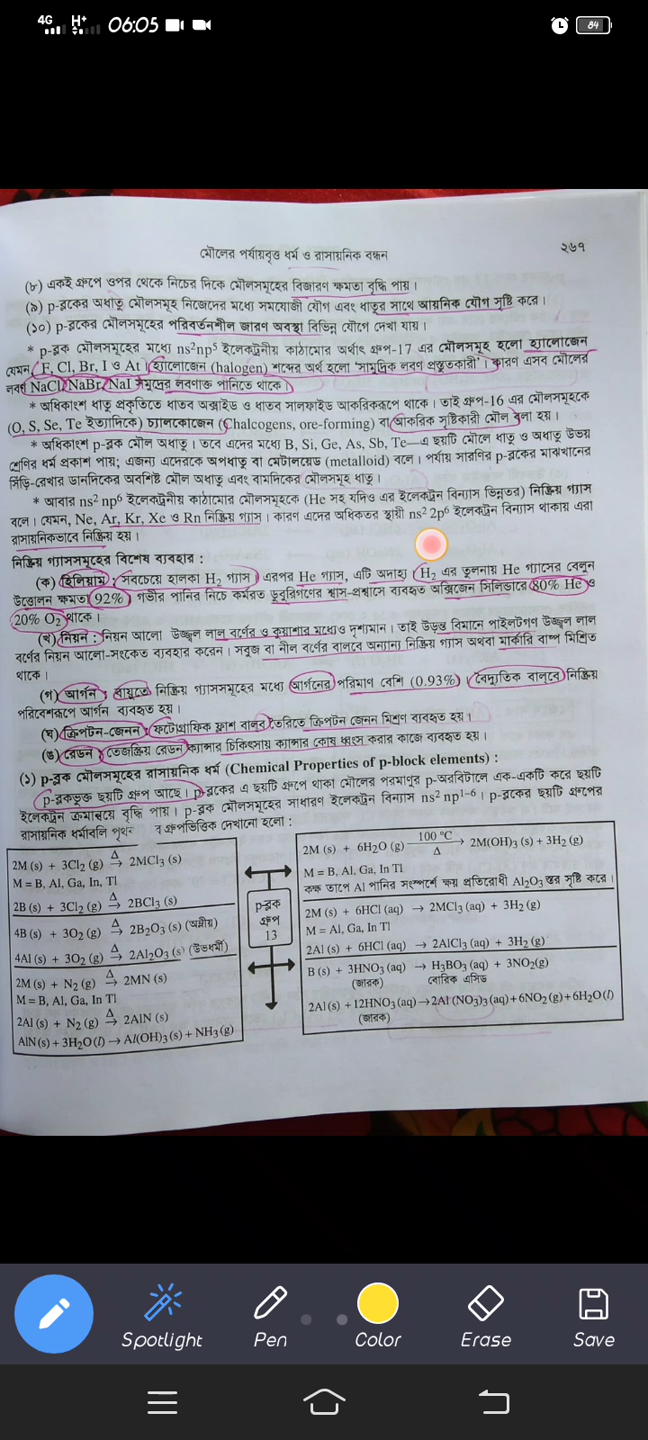 4G H+ 06:05 84
মৌলের পর্যায়বৃত্ত ধর্ম ও রাসায়নিক বন্ধন ২৬৭
(৮) একই গ্রুপে ওপর থেকে নিচের দিকে মৌলসমূহের বিজারণ ক্ষমতা বৃদ্ধি পায়।
(৯) p-ব্লকের অধাতু মৌলসমূহ নিজেদের মধ্যে সমযোজী যৌগ এবং ধাতুর সাথে আয়নিক যৌগ সৃষ্টি করে।
(১০) p-ব্লকের মৌলসমূহের পরিবর্তনশীল জারণ অবস্থা বিভিন্ন যৌগে দেখা যায়।
* p-ব্লক মৌলসমূহের মধ্যে ns²np⁵ ইলেকট্রনীয় কাঠামোর অর্থাৎ গ্রুপ-17 এর মৌলসমূহ হলো হ্যালোজেন
যেমন, F, Cl, Br, I ও At। হ্যালোজেন (halogen) শব্দের অর্থ হলো 'সামুদ্রিক লবণ প্রস্তুতকারী'। কারণ এসব মৌলের
লবণ NaCl, NaBr, NaI সমুদ্রের লবণাক্ত পানিতে থাকে।
* অধিকাংশ ধাতু প্রকৃতিতে ধাতব অক্সাইড ও ধাতব সালফাইড আকরিকরূপে থাকে। তাই গ্রুপ-16 এর মৌলসমূহকে
(O, S, Se, Te ইত্যাদিকে) চ্যালকোজেন (Chalcogens, ore-forming) বা আকরিক সৃষ্টিকারী মৌল বলা হয়।
* অধিকাংশ p-ব্লক মৌল অধাতু। তবে এদের মধ্যে B, Si, Ge, As, Sb, Te—এ ছয়টি মৌলে ধাতু ও অধাতু উভয়
শ্রেণির ধর্ম প্রকাশ পায়; এজন্য এদেরকে অপধাতু বা মেটালয়েড (metalloid) বলে। পর্যায় সারণির p-ব্লকের মাঝখানের
সিঁড়ি-রেখার ডানদিকের অবশিষ্ট মৌল অধাতু এবং বামদিকের মৌলসমূহ ধাতু।
* আবার ns² np⁶ ইলেকট্রনীয় কাঠামোর মৌলসমূহকে (He সহ যদিও এর ইলেকট্রন বিন্যাস ভিন্নতর) নিষ্ক্রিয় গ্যাস
বলে। যেমন, Ne, Ar, Kr, Xe ও Rn নিষ্ক্রিয় গ্যাস। কারণ এদের অধিকতর স্থায়ী ns² 2p⁶ ইলেকট্রন বিন্যাস থাকায় এরা
রাসায়নিকভাবে নিষ্ক্রিয় হয়।
নিষ্ক্রিয় গ্যাসসমূহের বিশেষ ব্যবহার :
(ক) হিলিয়াম : সবচেয়ে হালকা H₂ গ্যাস। এরপর He গ্যাস, এটি অদাহ্য। H₂ এর তুলনায় He গ্যাসের বেলুন
উত্তোলন ক্ষমতা 92%। গভীর পানির নিচে কর্মরত ডুবুরিগণের শ্বাস-প্রশ্বাসে ব্যবহৃত অক্সিজেন সিলিন্ডারে 80% He ও
20% O₂ থাকে।
(খ) নিয়ন : নিয়ন আলো উজ্জ্বল লাল বর্ণের ও কুয়াশার মধ্যেও দৃশ্যমান। তাই উড়ন্ত বিমানে পাইলটগণ উজ্জ্বল লাল
বর্ণের নিয়ন আলো-সংকেত ব্যবহার করেন। সবুজ বা নীল বর্ণের বালবে অন্যান্য নিষ্ক্রিয় গ্যাস অথবা মার্কারি বাষ্প মিশ্রিত
থাকে।
(গ) আর্গন : বায়ুতে নিষ্ক্রিয় গ্যাসসমূহের মধ্যে আর্গনের পরিমাণ বেশি (0.93%)। বৈদ্যুতিক বালবে নিষ্ক্রিয়
পরিবেশরূপে আর্গন ব্যবহৃত হয়।
(ঘ) ক্রিপটন-জেনন : ফটোগ্রাফিক ফ্লাশ বালব তৈরিতে ক্রিপটন জেনন মিশ্রণ ব্যবহৃত হয়।
(ঙ) রেডন : তেজস্ক্রিয় রেডন ক্যান্সার চিকিৎসায় ক্যান্সার কোষ ধ্বংস করার কাজে ব্যবহৃত হয়।
(১) p-ব্লক মৌলসমূহের রাসায়নিক ধর্ম (Chemical Properties of p-block elements) :
p-ব্লকভুক্ত ছয়টি গ্রুপ আছে। p-ব্লকের এ ছয়টি গ্রুপে থাকা মৌলের পরমাণুর p-অরবিটালে এক-একটি করে ছয়টি
ইলেকট্রন ক্রমান্বয়ে বৃদ্ধি পায়। p-ব্লক মৌলসমূহের সাধারণ ইলেকট্রন বিন্যাস ns² np¹⁻⁶। p-ব্লকের ছয়টি গ্রুপের
রাসায়নিক ধর্মাবলি পৃথক ব গ্রুপভিত্তিক দেখানো হলো :
2M (s) + 3Cl₂ (g) Δ→ 2MCl₃ (s)
M = B, Al, Ga, In, Tl
2B (s) + 3Cl₂ (g) Δ→ 2BCl₃ (s)
4B (s) + 3O₂ (g) Δ→ 2B₂O₃ (s) (অম্লীয়)
4Al (s) + 3O₂ (g) Δ→ 2Al₂O₃ (s) (উভধর্মী)
2M (s) + N₂ (g) Δ→ 2MN (s)
M = B, Al, Ga, In, Tl
2Al (s) + N₂ (g) Δ→ 2AlN (s)
AlN (s) + 3H₂O (l) → Al(OH)₃ (s) + NH₃ (g)
p-ব্লক
গ্রুপ
13
2M (s) + 6H₂O (g) 100 °C Δ→ 2M(OH)₃ (s) + 3H₂ (g)
M = B, Al, Ga, In Tl
কক্ষ তাপে Al পানির সংস্পর্শে ক্ষয় প্রতিরোধী Al₂O₃ স্তর সৃষ্টি করে।
2M (s) + 6HCl (aq) → 2MCl₃ (aq) + 3H₂ (g)
M = Al, Ga, In Tl
2Al (s) + 6HCl (aq) → 2AlCl₃ (aq) + 3H₂ (g)
B (s) + 3HNO₃ (aq) → H₃BO₃ (aq) + 3NO₂(g)
(জারক) বোরিক এসিড
2Al (s) +12HNO₃ (aq)→2Al (NO₃)₃ (aq)+6NO₂ (g)+6H₂O (l)
(জারক)
Spotlight Pen Color Erase Save